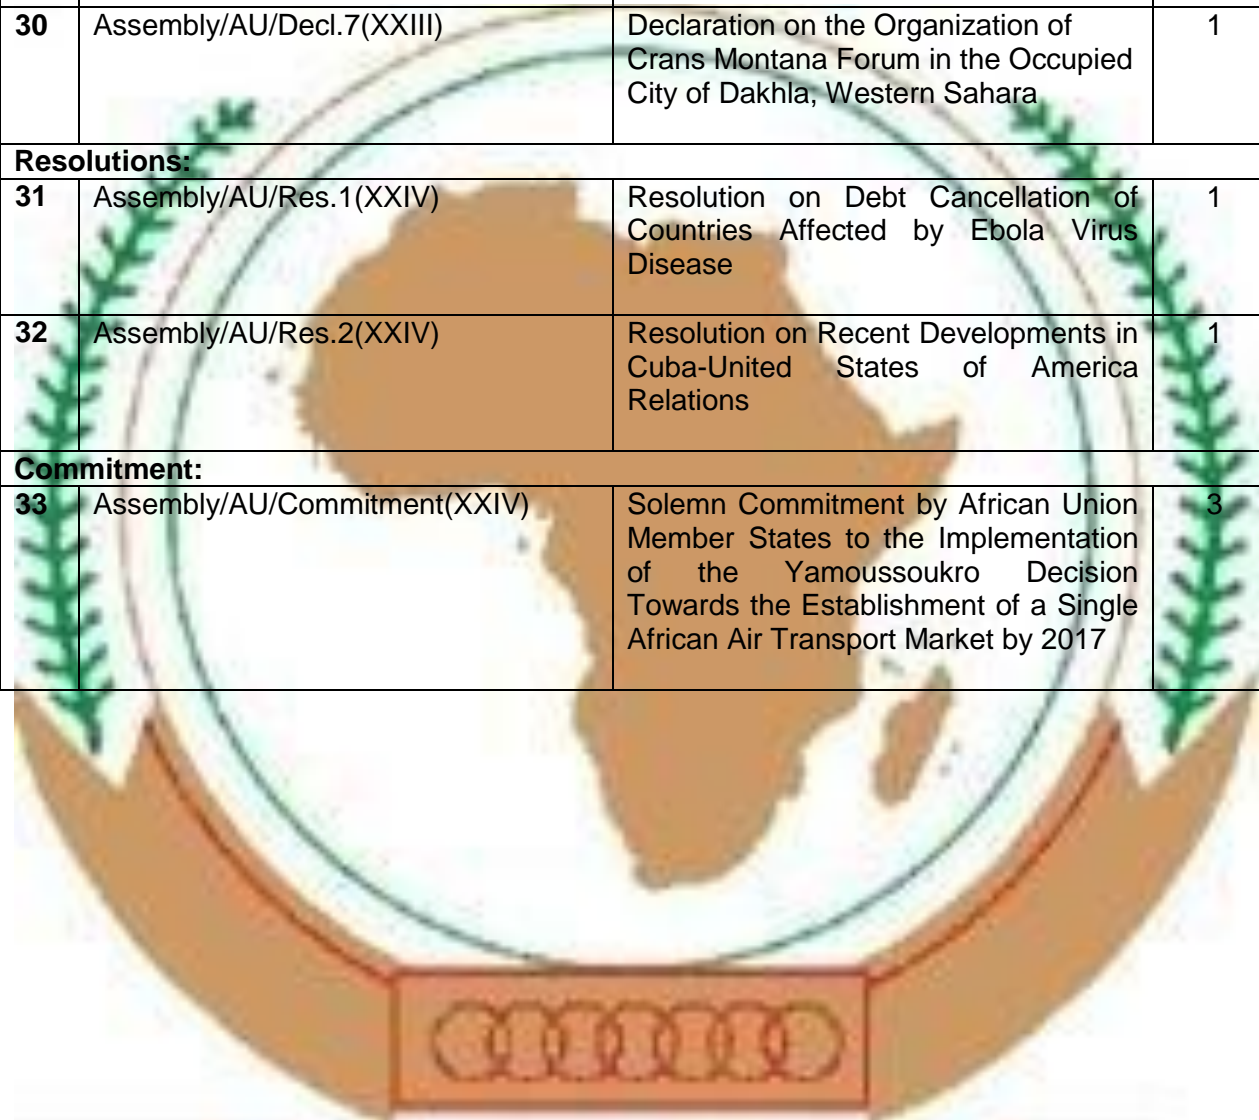 30 Assembly/AU/Decl.7(XXIII) Declaration on the Organization of 1
Crans Montana Forum in the Occupied
City of Dakhla, Western Sahara
Resolutions:
31 Assembly/AU/Res.1(XXIV) Resolution on Debt Cancellation of 1
Countries Affected by Ebola Virus
Disease
32 Assembly/AU/Res.2(XXIV) Resolution on Recent Developments in 1
Cuba-United States of America
Relations
Commitment:
33 Assembly/AU/Commitment(XXIV) Solemn Commitment by African Union 3
Member States to the Implementation
of the Yamoussoukro Decision
Towards the Establishment of a Single
African Air Transport Market by 2017